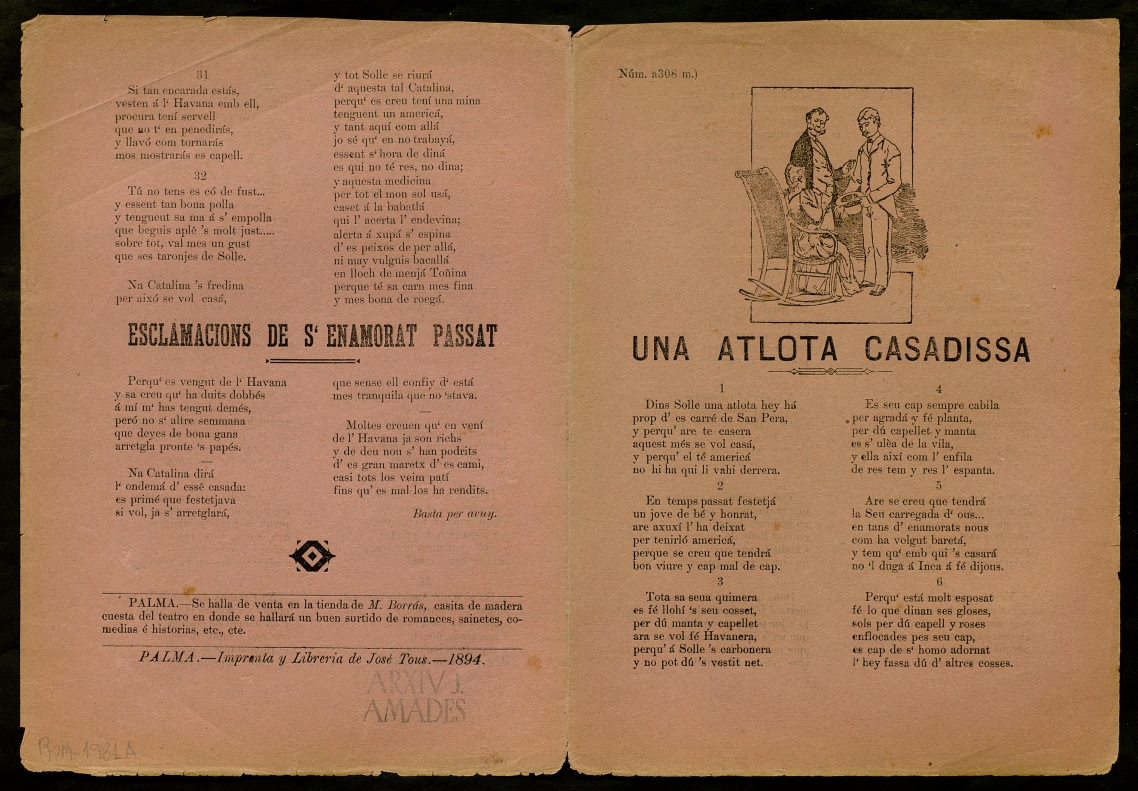 31
Si tan encarada estás,
vesten á l‘ Havana emb ell,
procura tení servell
que no t‘ en penedirás,
y llavó com tornarás
mos mostrarás es capell.
32
Tú no tens es có de fust...
y essent tan bona polla
y tenguent sa ma á s’ empolla
que beguis aplé ’s molt just.....
sobre tot, val mes un gust
que ses taronjes de Solle.
Na Catalina ’s fredina
per aixó se vol casá,
y tot Solle se riurá
d‘ aquesta tal Catalina,
perqu‘ es creu tení una mina
tenguent un americá,
y tant aquí com allá
jo sé qu‘ en no trabayá,
essent s‘ hora de diná
es qui no té res, no dina;
y aquesta medicina
per tot el mon sol usá,
caset á la babatlá
qui l’ acerta l’ endevina;
alerta á xupá s’ espina
d’ es peixos de per allá,
ni may vulguis bacallá
en lloch de menjá Toñina
perque té sa carn mes fina
y mes bona de roegá.
ESCLAMACIONS DE S‘ ENAMORAT PASSAT
Perqu‘ es vengut de l‘ Havana
y sa creu qu‘ ha duits dobbés
á mí m‘ has tengut demés,
peró no s‘ altre semmana
que deyes de bona gana
arretgla pronte ‘s papés.
Na Catalina dirá
l‘ ondemá d’ essé casada:
es primé que festetjava
si vol, ja s’ arretglará,
que sense ell confiy d‘ está
mes tranquila que no ‘stava.
Moltes creuen qu‘ en vení
de l’ Havana ja son richs
y de deu nou s’ han podrits
d’ es gran maretx d’ es camí,
casi tots los veim patí
fins qu’ es mal los ha rendits.
Basta per avuy.
PALMA.—Se halla de venta en la tienda de M. Borrás, casita de madera
cuesta del teatro en donde se hallará un buen surtido de romances, sainetes, co-
medias é historias, etc., cte.
PALMA.—Imprenta y Libreria de José Tous.—1894.
ARXIV J.
AMADES
Rom-1981A
Núm. a308 m.)
UNA ATLOTA CASADISSA
1
Dins Solle una atlota hey há
prop d’ es carré de San Pera,
y perqu’ are te casera
aquest més se vol casá,
y perqu’ el té americá
no hi ha qui li vahi derrera.
2
En temps passat festetjá
un jove de bé y honrat,
are axuxí l’ ha deixat
per tenirló americá,
perque se creu que tendrá
bon viure y cap mal de cap.
3
Tota sa seua quimera
es fé llohí ’s seu cosset,
per dú manta y capellet
ara se vol fé Havanera,
perqu’ á Solle ’s carbonera
y no pot dú ’s vestit net.
4
Es seu cap sempre cabila
per agradá y fé planta,
per dú capellet y manta
es s’ ulèa de la vila,
y ella així com l’ enfila
de res tem y res l’ espanta.
5
Are se creu que tendrá
la Seu carregada d‘ ous...
en tans d’ enamorats nous
com ha volgut baretá,
y tem qu’ emb qui ’s casará
no ‘l duga á Inca á fé dijous.
6
Perqu’ está molt esposat
fé lo que diuan ses gloses,
sols per dú capell y roses
enflocades pes seu cap,
es cap de s‘ homo adornat
l‘ hey fassa dú d’ altres cosses.